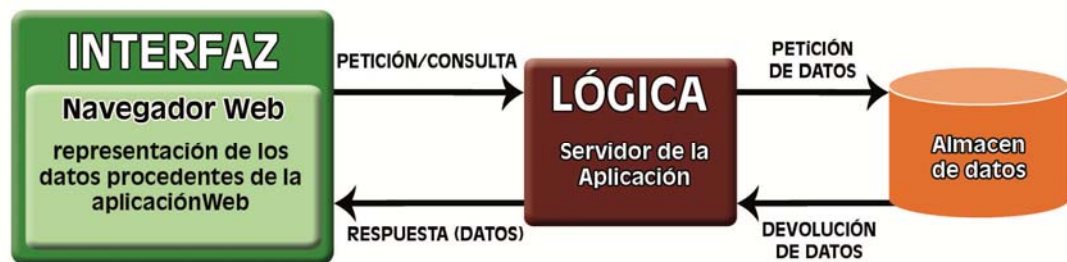 INTERFAZ
Navegador Web
representación de los
datos procedentes de la
aplicaciónWeb
PETICIÓN/CONSULTA
RESPUESTA (DATOS)
LÓGICA
Servidor de la
Aplicación
PETICIÓN
DE DATOS
DEVOLUCIÓN
DE DATOS
Almacen
de datos